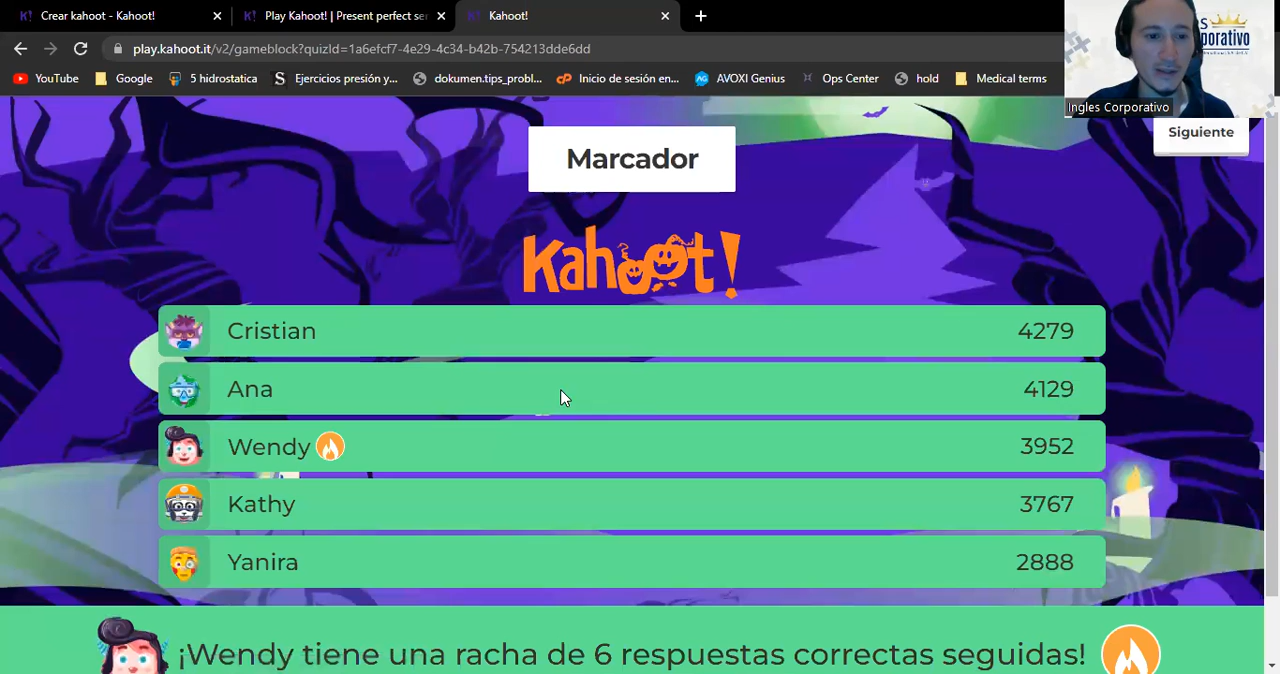 Crear kahoot - Kahoot!
Play Kahoot! | Present perfect ser
Kahoot!
play.kahoot.it/v2/gameblock?quizId=1a6efcf7-4e29-4c34-b42b-754213dde6dd
YouTube
Google
5 hidrostatica
Ejercicios presión y...
dokumen.tips_probl...
Inicio de sesión en...
AVOXI Genius
Ops Center
hold
Medical terms
s
rporativo
Ingles Corporativo
Siguiente
Marcador
Kahoot!
Cristian 4279
Ana 4129
Wendy 3952
Kathy 3767
Yanira 2888
¡Wendy tiene una racha de 6 respuestas correctas seguidas!